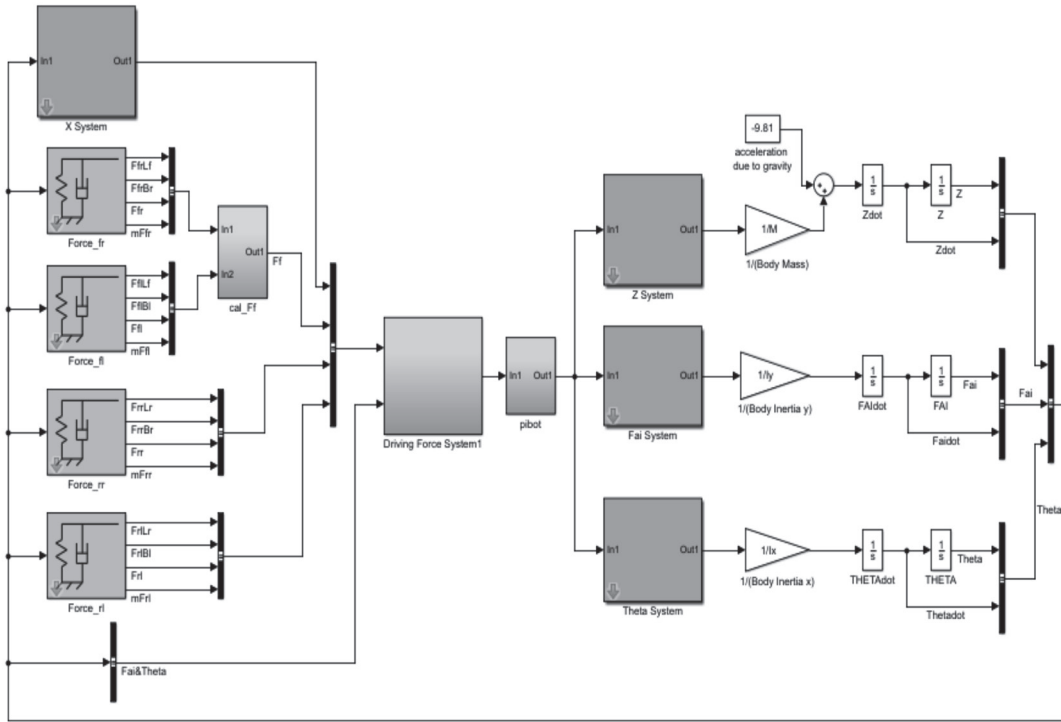 In1
Out1
X System
FfrLf
FfrBr
Ffr
mFfr
Force_fr
FflLf
FflBl
Ffl
mFfl
Force_fl
In1
In2
Out1
cal_Ff
Ff
FrrLr
FrrBr
Frr
mFrr
Force_rr
FrlLr
FrlBl
Frl
mFrl
Force_rl
Fai&Theta
Driving Force System1
In1
Out1
pibot
In1
Out1
Z System
1/M
1/(Body Mass)
-9.81
acceleration
due to gravity
1
s
Zdot
1
s
Z
Z
Zdot
In1
Out1
Fai System
1/Iy
1/(Body Inertia y)
1
s
FAIdot
1
s
FAI
Fai
Faidot
Fai
In1
Out1
Theta System
1/Ix
1/(Body Inertia x)
1
s
THETAdot
1
s
THETA
Theta
Thetadot
Theta